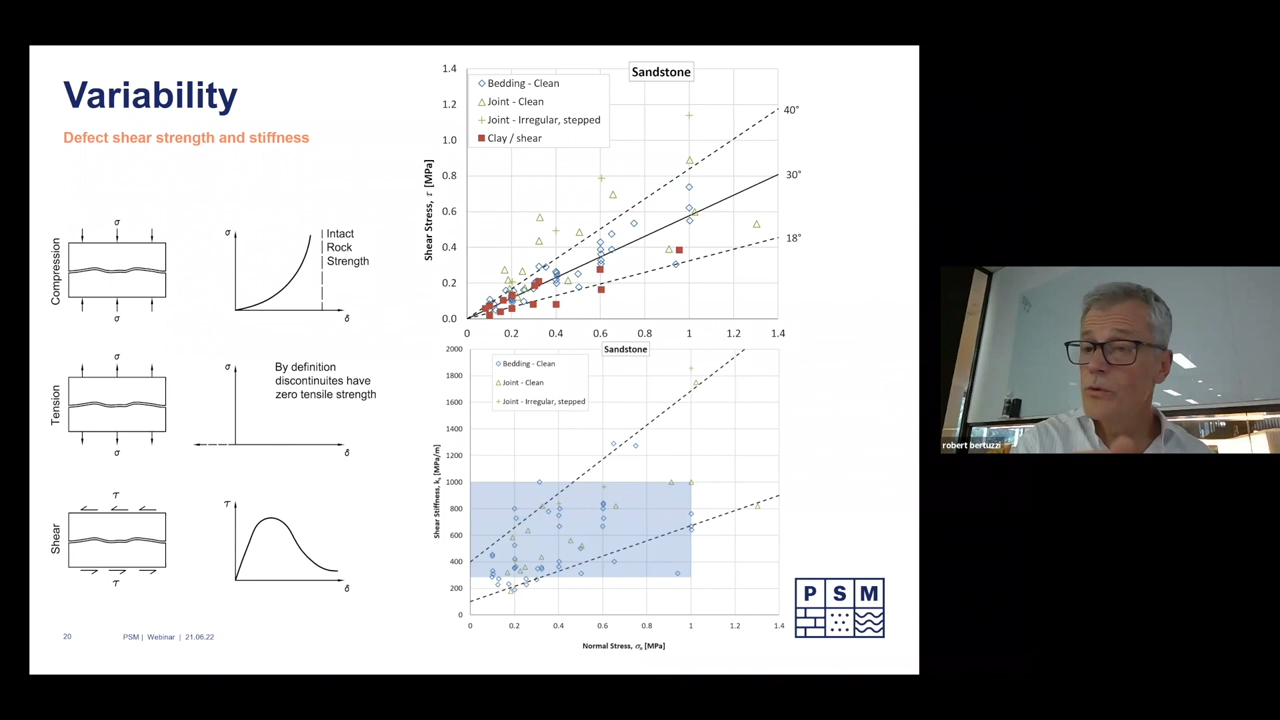 Variability
Defect shear strength and stiffness
Compression
σ
σ
σ
δ
Intact
Rock
Strength
Tension
σ
σ
σ
δ
By definition
discontinuites have
zero tensile strength
Shear
τ
τ
τ
δ
Sandstone
Bedding - Clean
Joint - Clean
Joint - Irregular, stepped
Clay / shear
Shear Stress, τ [MPa]
1.4
1.2
1.0
0.8
0.6
0.4
0.2
0.0
0 0.2 0.4 0.6 0.8 1 1.2 1.4
40°
30°
18°
Sandstone
Bedding - Clean
Joint - Clean
Joint - Irregular, stepped
Shear Stiffness, ks [MPa/m]
2000
1800
1600
1400
1200
1000
800
600
400
200
0
0 0.2 0.4 0.6 0.8 1 1.2 1.4
Normal Stress, σn [MPa]
20 PSM | Webinar | 21.06.22
P S M
robert bertuzzi